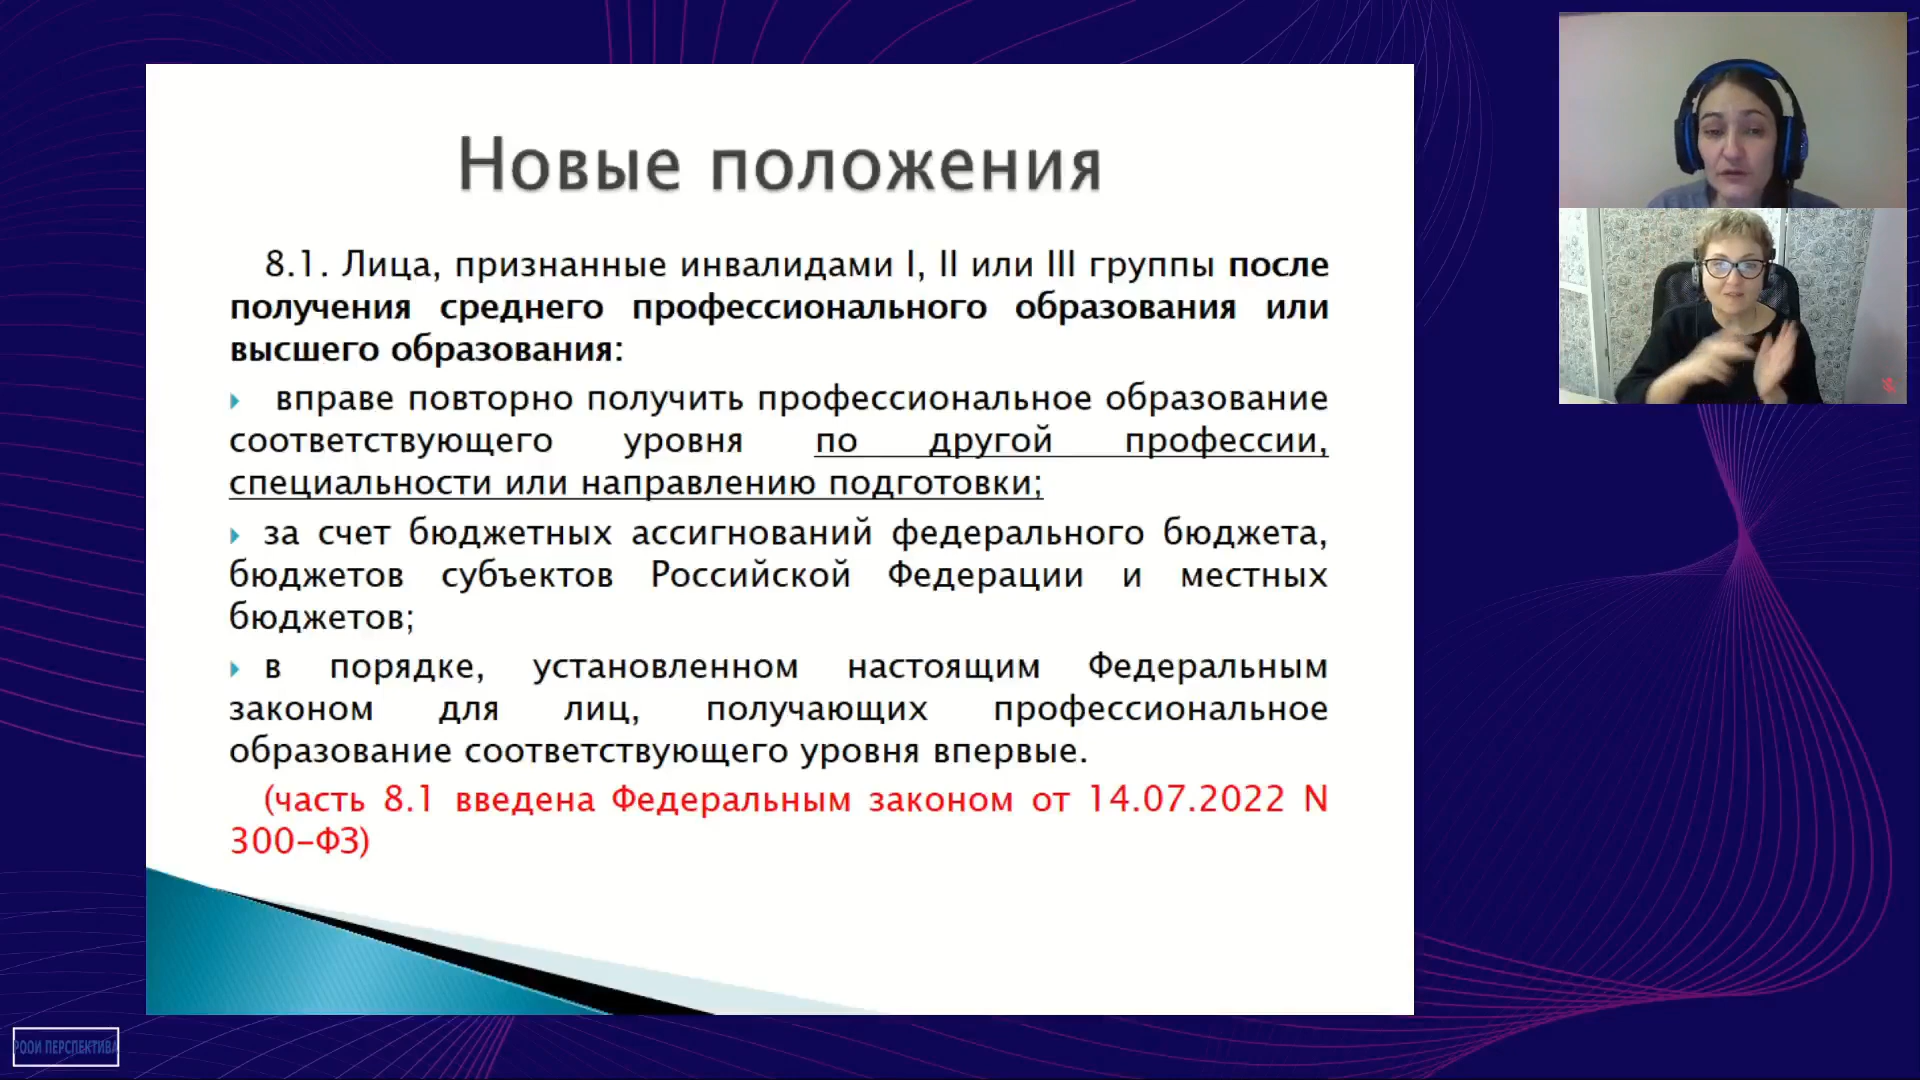 Новые положения
8.1. Лица, признанные инвалидами I, II или III группы после
получения среднего профессионального образования или
высшего образования:
вправе повторно получить профессиональное образование
соответствующего уровня по другой профессии,
специальности или направлению подготовки;
за счет бюджетных ассигнований федерального бюджета,
бюджетов субъектов Российской Федерации и местных
бюджетов;
в порядке, установленном настоящим Федеральным
законом для лиц, получающих профессиональное
образование соответствующего уровня впервые.
(часть 8.1 введена Федеральным законом от 14.07.2022 N
300-ФЗ)
РООИ ПЕРСПЕКТИВА